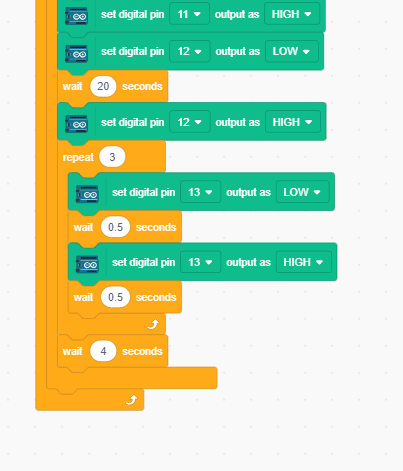 set digital pin 11 output as HIGH
set digital pin 12 output as LOW
wait 20 seconds
set digital pin 12 output as HIGH
repeat 3
set digital pin 13 output as LOW
wait 0.5 seconds
set digital pin 13 output as HIGH
wait 0.5 seconds
wait 4 seconds